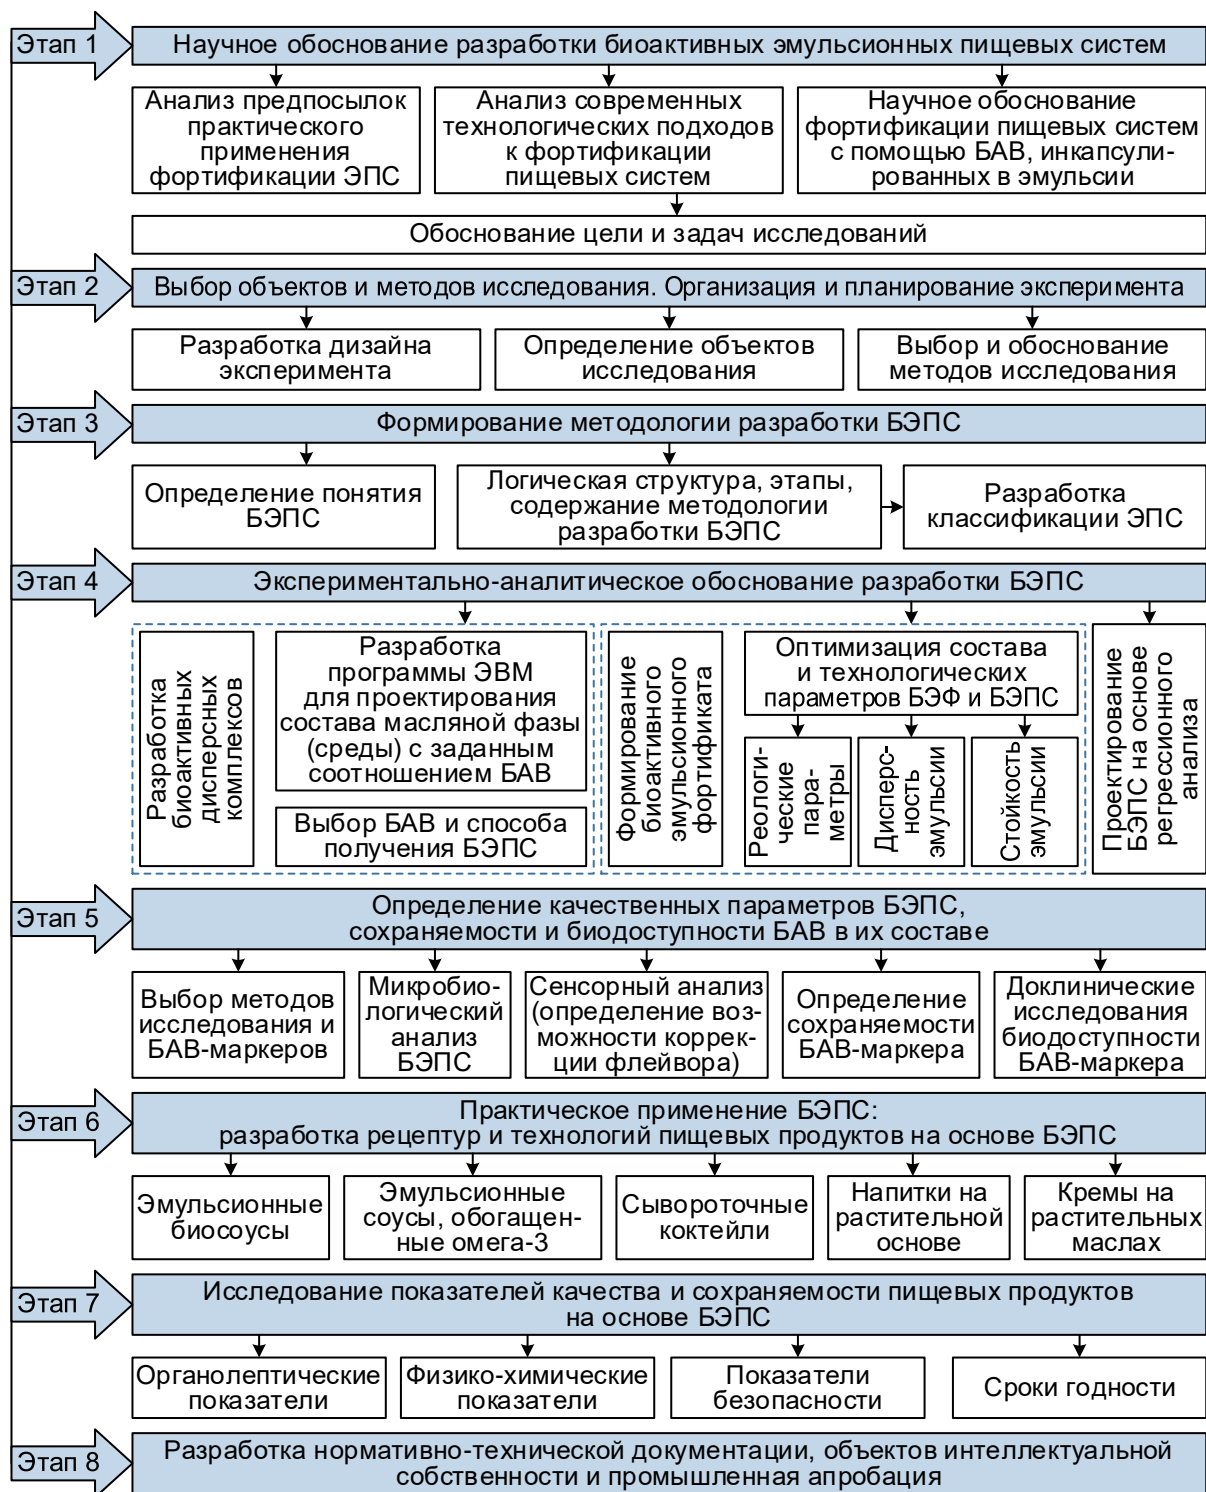 Этап 1
Научное обоснование разработки биоактивных эмульсионных пищевых систем
Анализ предпосылок
практического
применения
фортификации ЭПС
Анализ современных
технологических подходов
к фортификации
пищевых систем
Научное обоснование
фортификации пищевых систем
с помощью БАВ, инкапсули-
рованных в эмульсии
Обоснование цели и задач исследований
Этап 2
Выбор объектов и методов исследования. Организация и планирование эксперимента
Разработка дизайна
эксперимента
Определение объектов
исследования
Выбор и обоснование
методов исследования
Этап 3
Формирование методологии разработки БЭПС
Определение понятия
БЭПС
Логическая структура, этапы,
содержание методологии
разработки БЭПС
Разработка
классификации ЭПС
Этап 4
Экспериментально-аналитическое обоснование разработки БЭПС
Разработка
биоактивных
дисперсных
комплексов
Разработка
программы ЭВМ
для проектирования
состава масляной фазы
(среды) с заданным
соотношением БАВ
Выбор БАВ и способа
получения БЭПС
Формирование
биоактивного
эмульсионного
фортификата
Оптимизация состава
и технологических
параметров БЭФ и БЭПС
Реологи-
ческие
пара-
метры
Дисперс-
ность
эмульсии
Стойкость
эмульсии
Проектирование
БЭПС на основе
регрессионного
анализа
Этап 5
Определение качественных параметров БЭПС,
сохраняемости и биодоступности БАВ в их составе
Выбор методов
исследования и
БАВ-маркеров
Микробио-
логический
анализ
БЭПС
Сенсорный анализ
(определение воз-
можности коррек-
ции флейвора)
Определение
сохраняемости
БАВ-маркера
Доклинические
исследования
биодоступности
БАВ-маркера
Этап 6
Практическое применение БЭПС:
разработка рецептур и технологий пищевых продуктов на основе БЭПС
Эмульсионные
биосоусы
Эмульсионные
соусы, обогащен-
ные омега-3
Сывороточные
коктейли
Напитки на
растительной
основе
Кремы на
растительных
маслах
Этап 7
Исследование показателей качества и сохраняемости пищевых продуктов
на основе БЭПС
Органолептические
показатели
Физико-химические
показатели
Показатели
безопасности
Сроки годности
Этап 8
Разработка нормативно-технической документации, объектов интеллектуальной
собственности и промышленная апробация